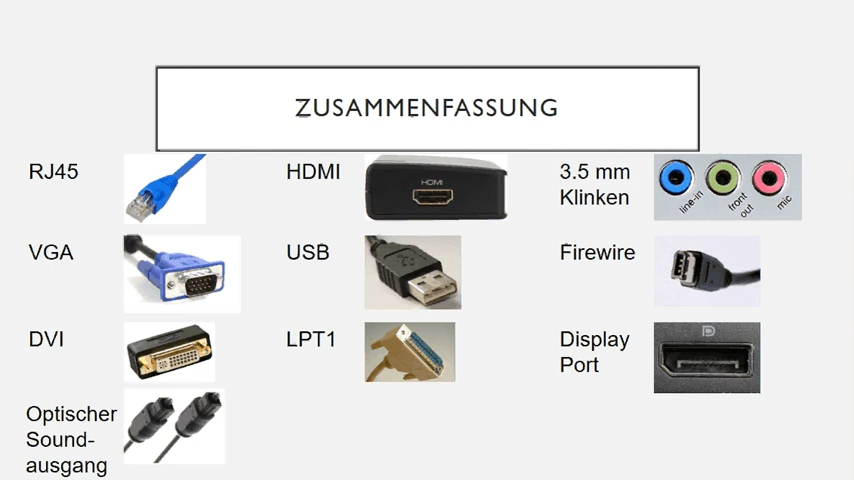 ZUSAMMENFASSUNG
RJ45
HDMI
HDMI
3.5 mm
Klinken
line-in
front
out
mic
VGA
USB
Firewire
DVI
LPT1
Display
Port
Optischer
Sound-
ausgang